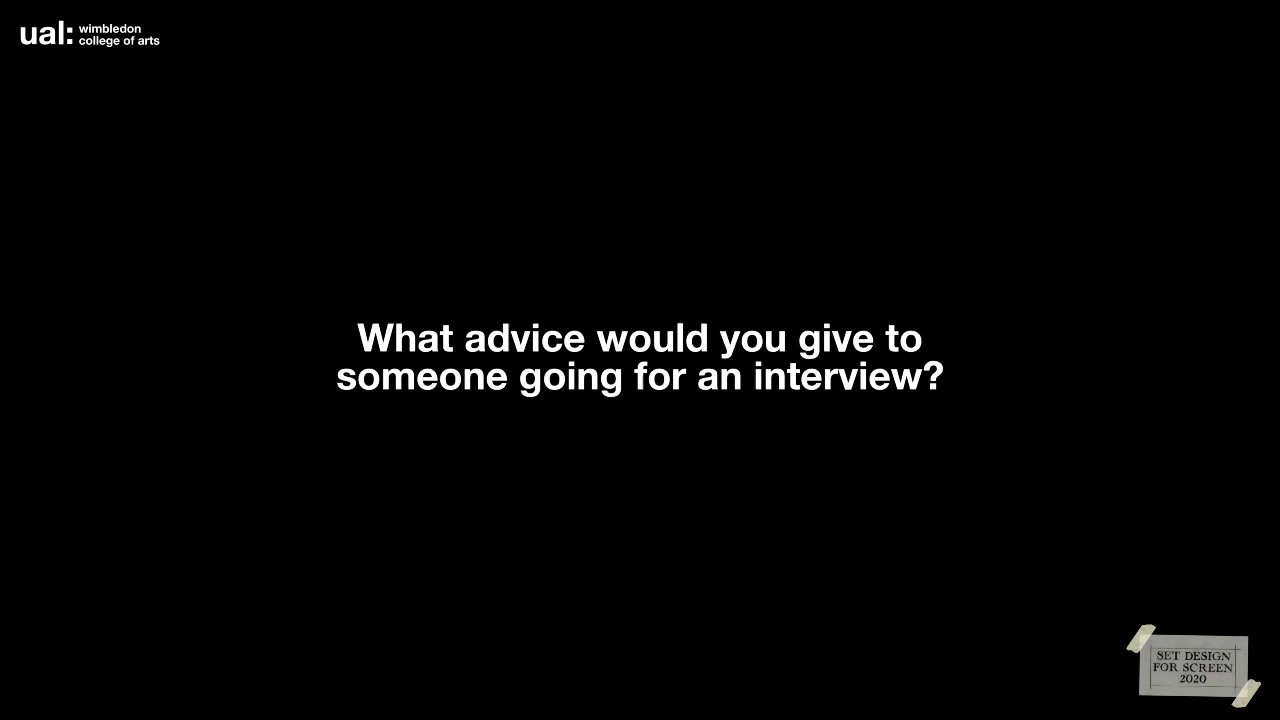 ual: wimbledon
college of arts
What advice would you give to
someone going for an interview?
SET DESIGN
FOR SCREEN
2020